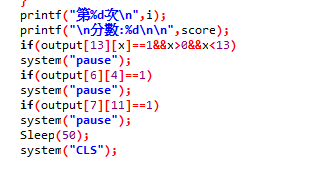 }
printf("第%d次\n",i);
printf("\n分數:%d\n\n",score);
if(output[13][x]==1&&x>0&&x<13)
system("pause");
if(output[6][4]==1)
system("pause");
if(output[7][11]==1)
system("pause");
Sleep(50);
system("CLS");